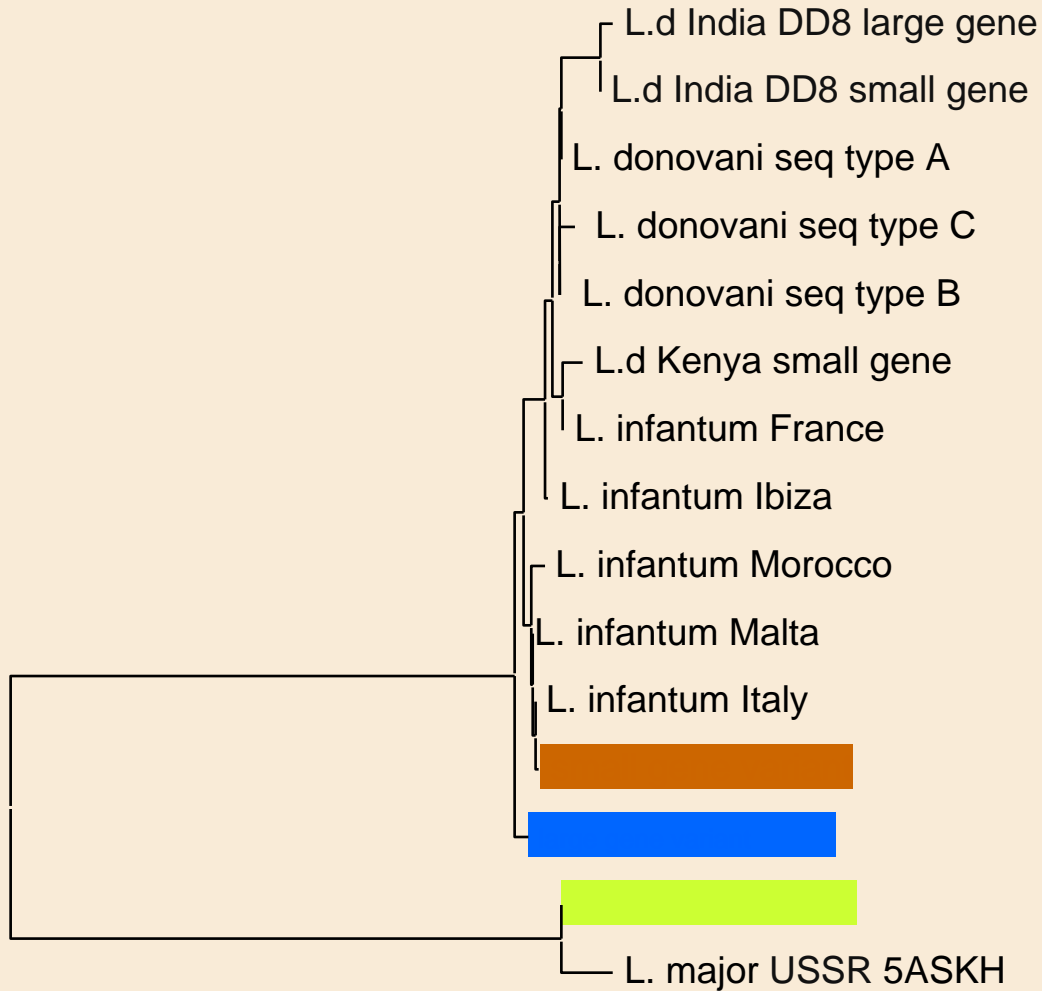 L.d India DD8 large gene
L.d India DD8 small gene
L. donovani seq type A
L. donovani seq type C
L. donovani seq type B
L.d Kenya small gene
L. infantum France
L. infantum Ibiza
L. infantum Morocco
L. infantum Malta
L. infantum Italy
L. major USSR 5ASKH